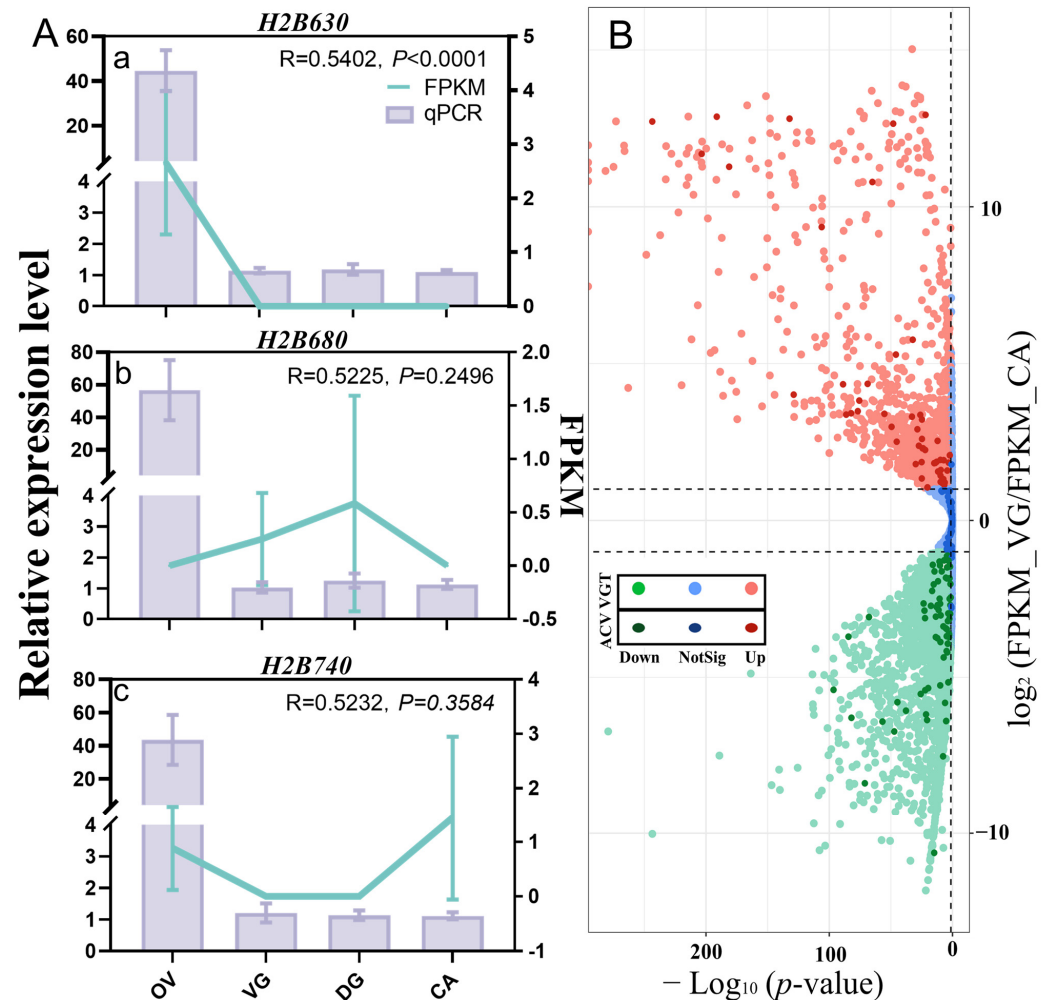 A
H2B630
a
R=0.5402, P<0.0001
FPKM
qPCR
60
40
20
4
3
2
1
0
5
4
3
2
1
0
H2B680
b
R=0.5225, P=0.2496
80
60
40
20
4
3
2
1
0
2.0
1.5
1.0
0.5
0.0
-0.5
H2B740
c
R=0.5232, P=0.3584
80
60
40
20
4
3
2
1
0
4
3
2
1
0
-1
OV
VG
DG
CA
Relative expression level
FPKM
B
10
0
−10
ACV VGT
Down NotSig Up
200
100
0
− Log₁₀ (p-value)
log₂ (FPKM_VG/FPKM_CA)